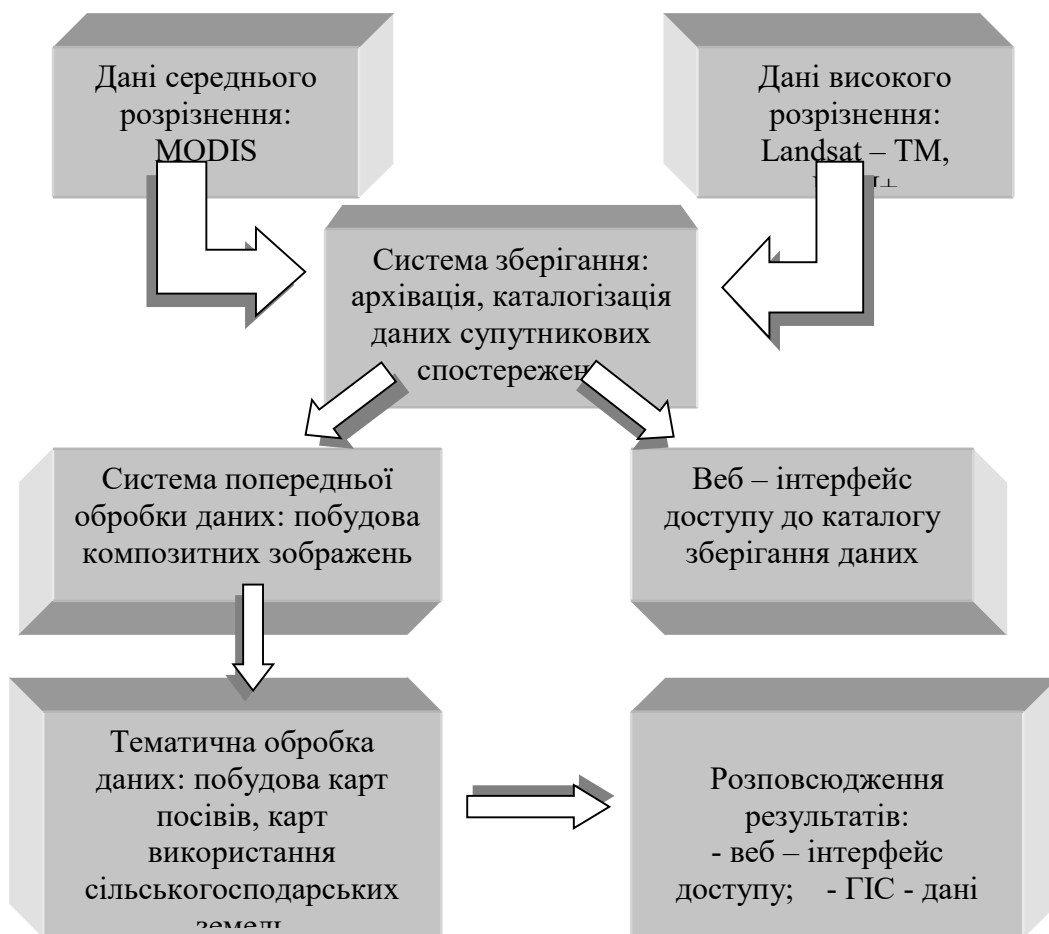 Дані середнього
розрізнення:
MODIS
Дані високого
розрізнення:
Landsat – TM,
Система зберігання:
архівація, каталогізація
даних супутникових
спостережен
Система попередньої
обробки даних: побудова
композитних зображень
Веб – інтерфейс
доступу до каталогу
зберігання даних
Тематична обробка
даних: побудова карт
посівів, карт
використання
сільськогосподарських
земель
Розповсюдження
результатів:
- веб – інтерфейс
доступу; - ГІС - дані